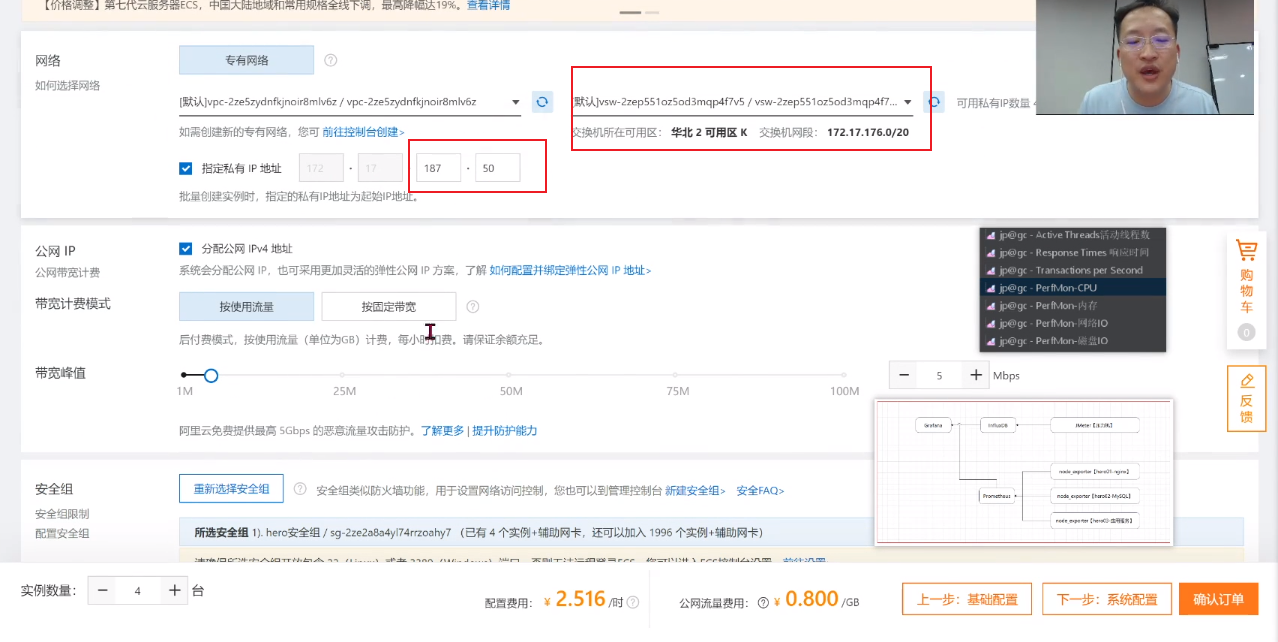 【价格调整】第七代云服务器ECS，中国大陆地域和常用规格全线下调，最高降幅达19%。查看详情
网络
专有网络
如何选择网络
[默认]vpc-2ze5zydnfkjnoir8mlv6z / vpc-2ze5zydnfkjnoir8mlv6z
[默认]vsw-2zep551oz5od3mqp4f7v5 / vsw-2zep551oz5od3mqp4f7...
可用私有IP数量
如需创建新的专有网络，您可 前往控制台创建>
交换机所在可用区： 华北 2 可用区 K 交换机网段： 172.17.176.0/20
指定私有 IP 地址 172 · 17 · 187 · 50
批量创建实例时，指定的私有IP地址为起始IP地址。
公网 IP
分配公网 IPv4 地址
公网带宽计费
系统会分配公网 IP，也可采用更加灵活的弹性公网 IP 方案，了解 如何配置并绑定弹性公网 IP 地址>
带宽计费模式
按使用流量
按固定带宽
后付费模式，按使用流量（单位为GB）计费，每小时扣费。请保证余额充足。
带宽峰值
1M 25M 50M 75M 100M
5 Mbps
阿里云免费提供最高 5Gbps 的恶意流量攻击防护。了解更多 | 提升防护能力
jp@gc - Active Threads活动线程数
jp@gc - Response Times 响应时间
jp@gc - Transactions per Second
jp@gc - PerfMon-CPU
jp@gc - PerfMon-内存
jp@gc - PerfMon-网络IO
jp@gc - PerfMon-磁盘IO
购物车
0
反馈
Grafana
InfluxDB
Prometheus
node_exporter【hero01-nginx】
node_exporter【hero02-MySQL】
安全组
重新选择安全组
安全组类似防火墙功能，用于设置网络访问控制，您也可以到管理控制台 新建安全组> 安全FAQ>
安全组限制
配置安全组
所选安全组 1). hero安全组 / sg-2ze2a8a4yl74rrzoahy7 （已有 4 个实例+辅助网卡，还可以加入 1996 个实例+辅助网卡）
实例数量： 4 台
配置费用： ¥ 2.516 /时
公网流量费用： ¥ 0.800 /GB
上一步：基础配置
下一步：系统配置
确认订单